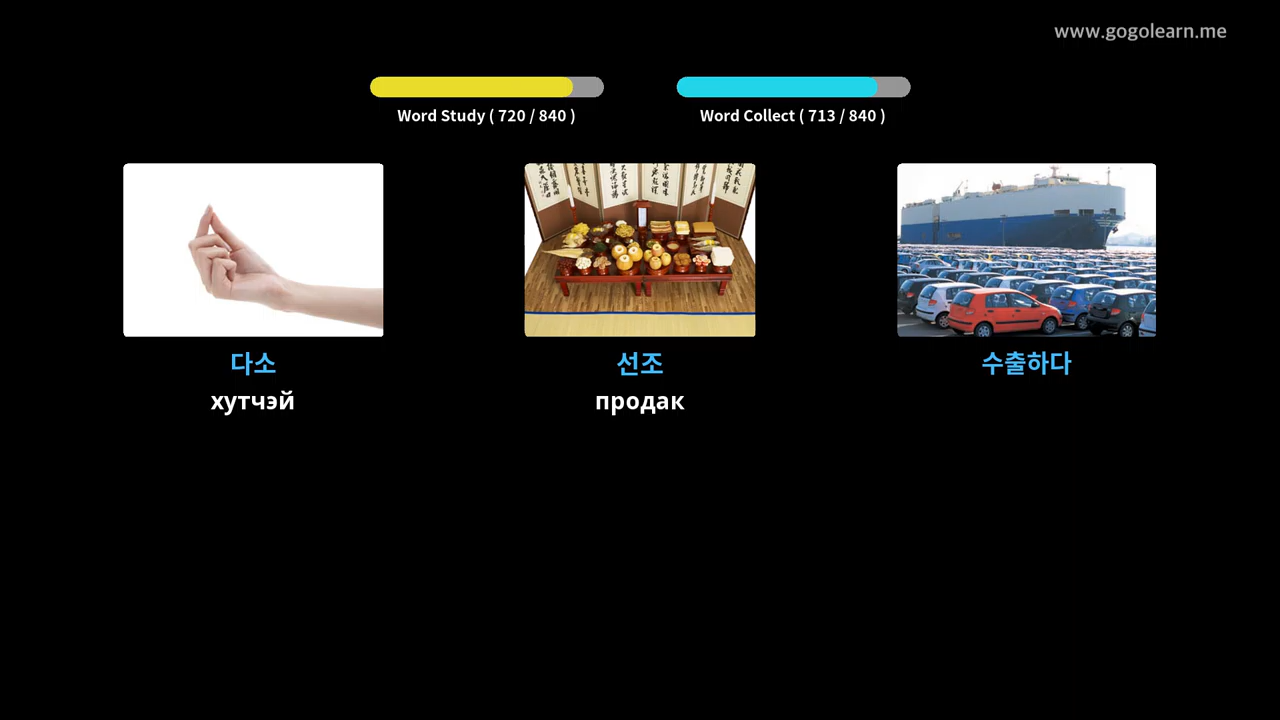 www.gogolearn.me
Word Study ( 720 / 840 )
Word Collect ( 713 / 840 )
다소
хутчэй
선조
продак
수출하다